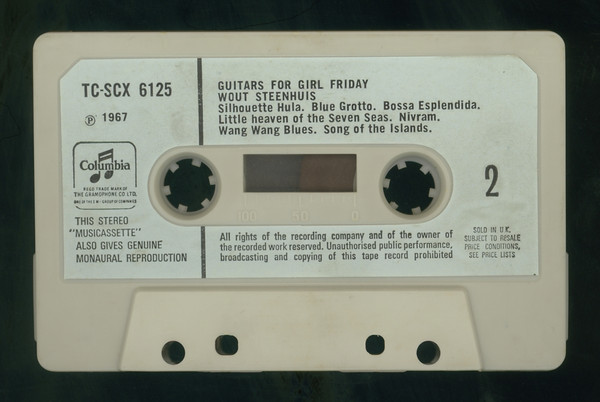 TC-SCX 6125
℗ 1967
Columbia
REGD TRADE MARK OF
THE GRAMOPHONE CO LTD.
THIS STEREO
"MUSICASSETTE"
ALSO GIVES GENUINE
MONAURAL REPRODUCTION
GUITARS FOR GIRL FRIDAY
WOUT STEENHUIS
Silhouette Hula. Blue Grotto. Bossa Esplendida.
Little heaven of the Seven Seas. Nivram.
Wang Wang Blues. Song of the Islands.
100 50 0
2
All rights of the recording company and of the owner of
the recorded work reserved. Unauthorised public performance,
broadcasting and copying of this tape record prohibited
SOLD IN U.K.
SUBJECT TO RESALE
PRICE CONDITIONS,
SEE PRICE LISTS